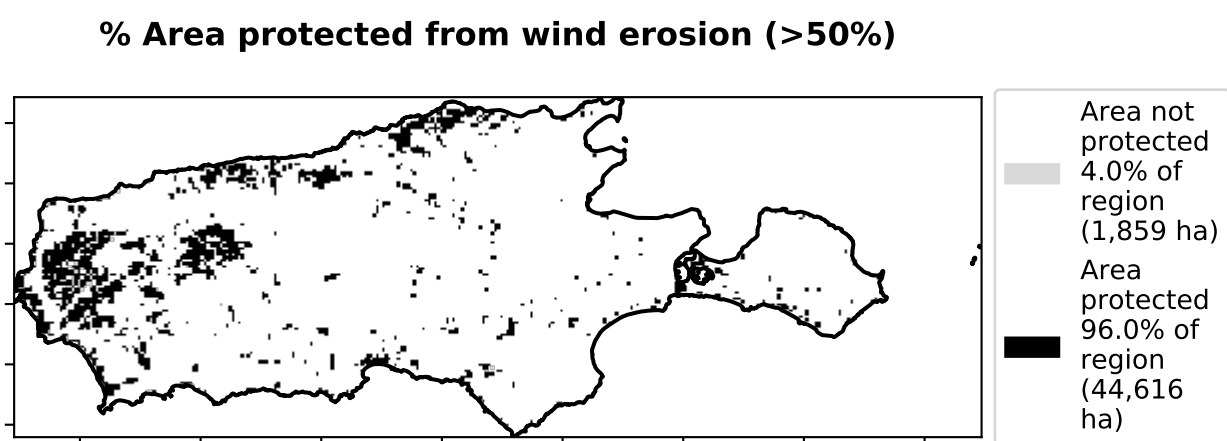 % Area protected from wind erosion (>50%)
Area not
protected
4.0% of
region
(1,859 ha)
Area
protected
96.0% of
region
(44,616
ha)